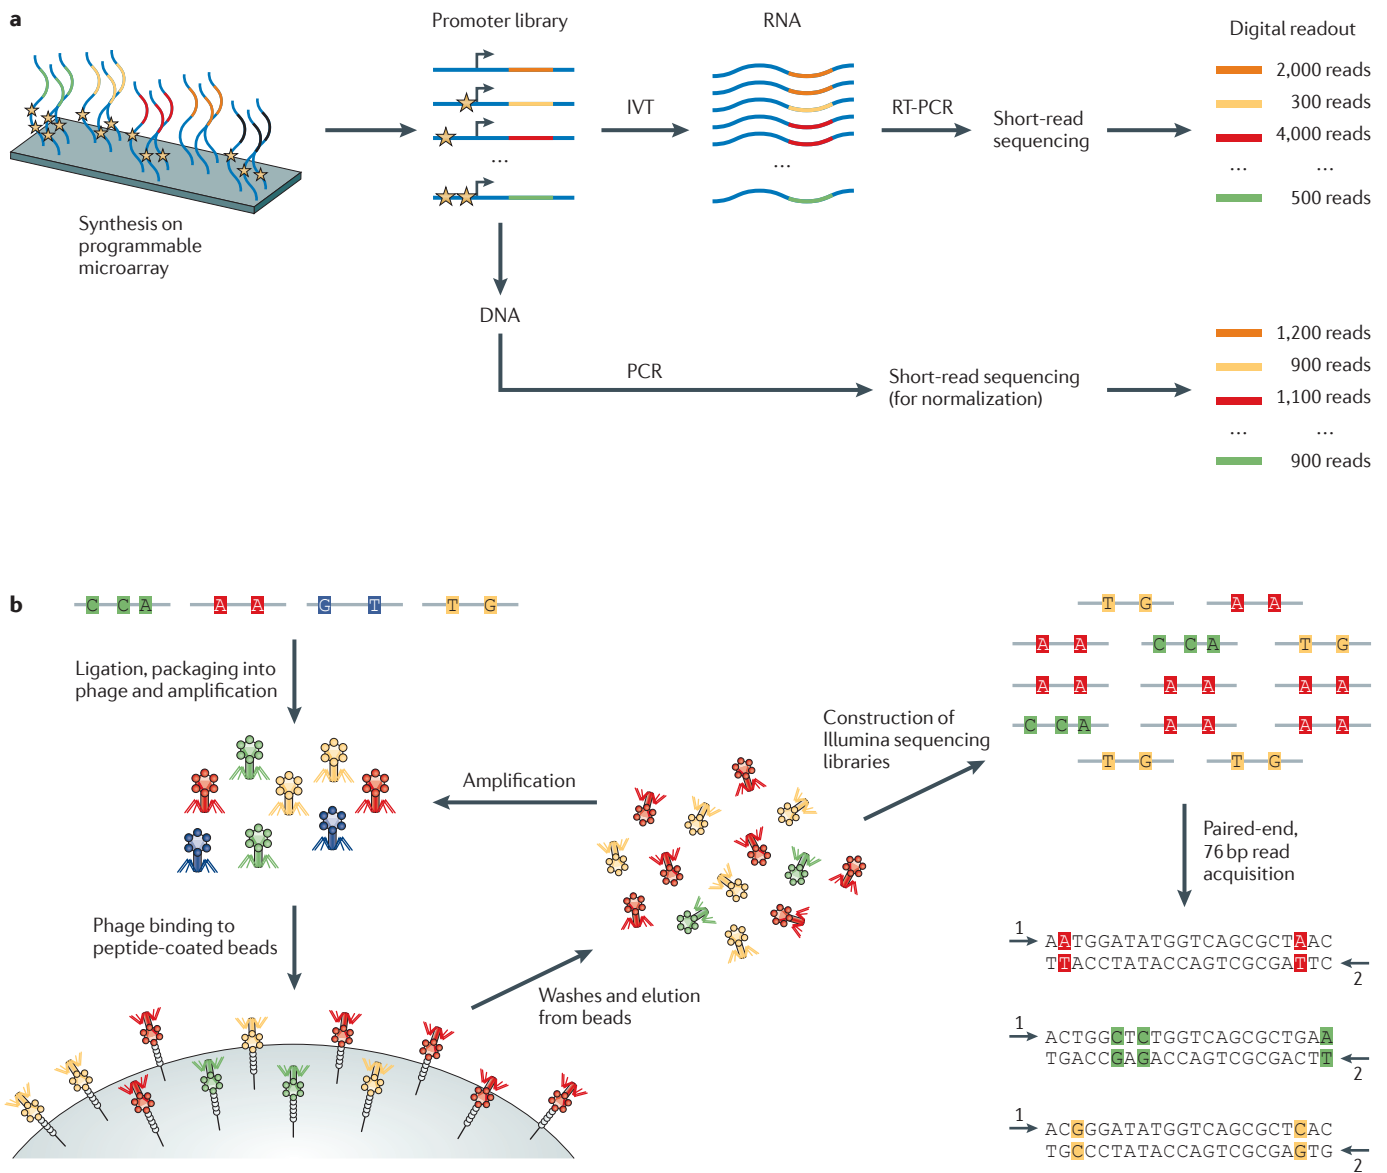 a
Promoter library
RNA
Digital readout
IVT
RT-PCR
Short-read
sequencing
2,000 reads
300 reads
4,000 reads
... ...
500 reads
...
...
Synthesis on
programmable
microarray
DNA
PCR
Short-read sequencing
(for normalization)
1,200 reads
900 reads
1,100 reads
... ...
900 reads
b
C C A A A G T T G
Ligation, packaging into
phage and amplification
Amplification
Phage binding to
peptide-coated beads
Washes and elution
from beads
Construction of
Illumina sequencing
libraries
T G A A
A A C C A T G
A A A A A A
C C A A A A A
T G T G
Paired-end,
76 bp read
acquisition
1
AATGGATATGGTCAGCGCTAAC
TTACCTATACCAGTCGCGATTC
2
1
ACTGGCTCTGGTCAGCGCTGAA
TGACCGAGACCAGTCGCGACTT
2
1
ACGGGATATGGTCAGCGCTCAC
TGCCCTATACCAGTCGCGAGTG
2